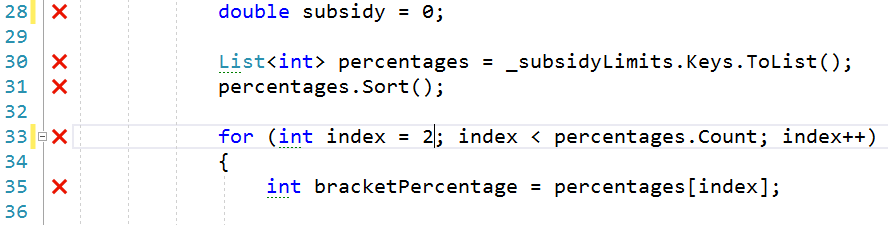 28 double subsidy = 0;
29
30 List<int> percentages = _subsidyLimits.Keys.ToList();
31 percentages.Sort();
32
33 for (int index = 2; index < percentages.Count; index++)
34 {
35 int bracketPercentage = percentages[index];
36